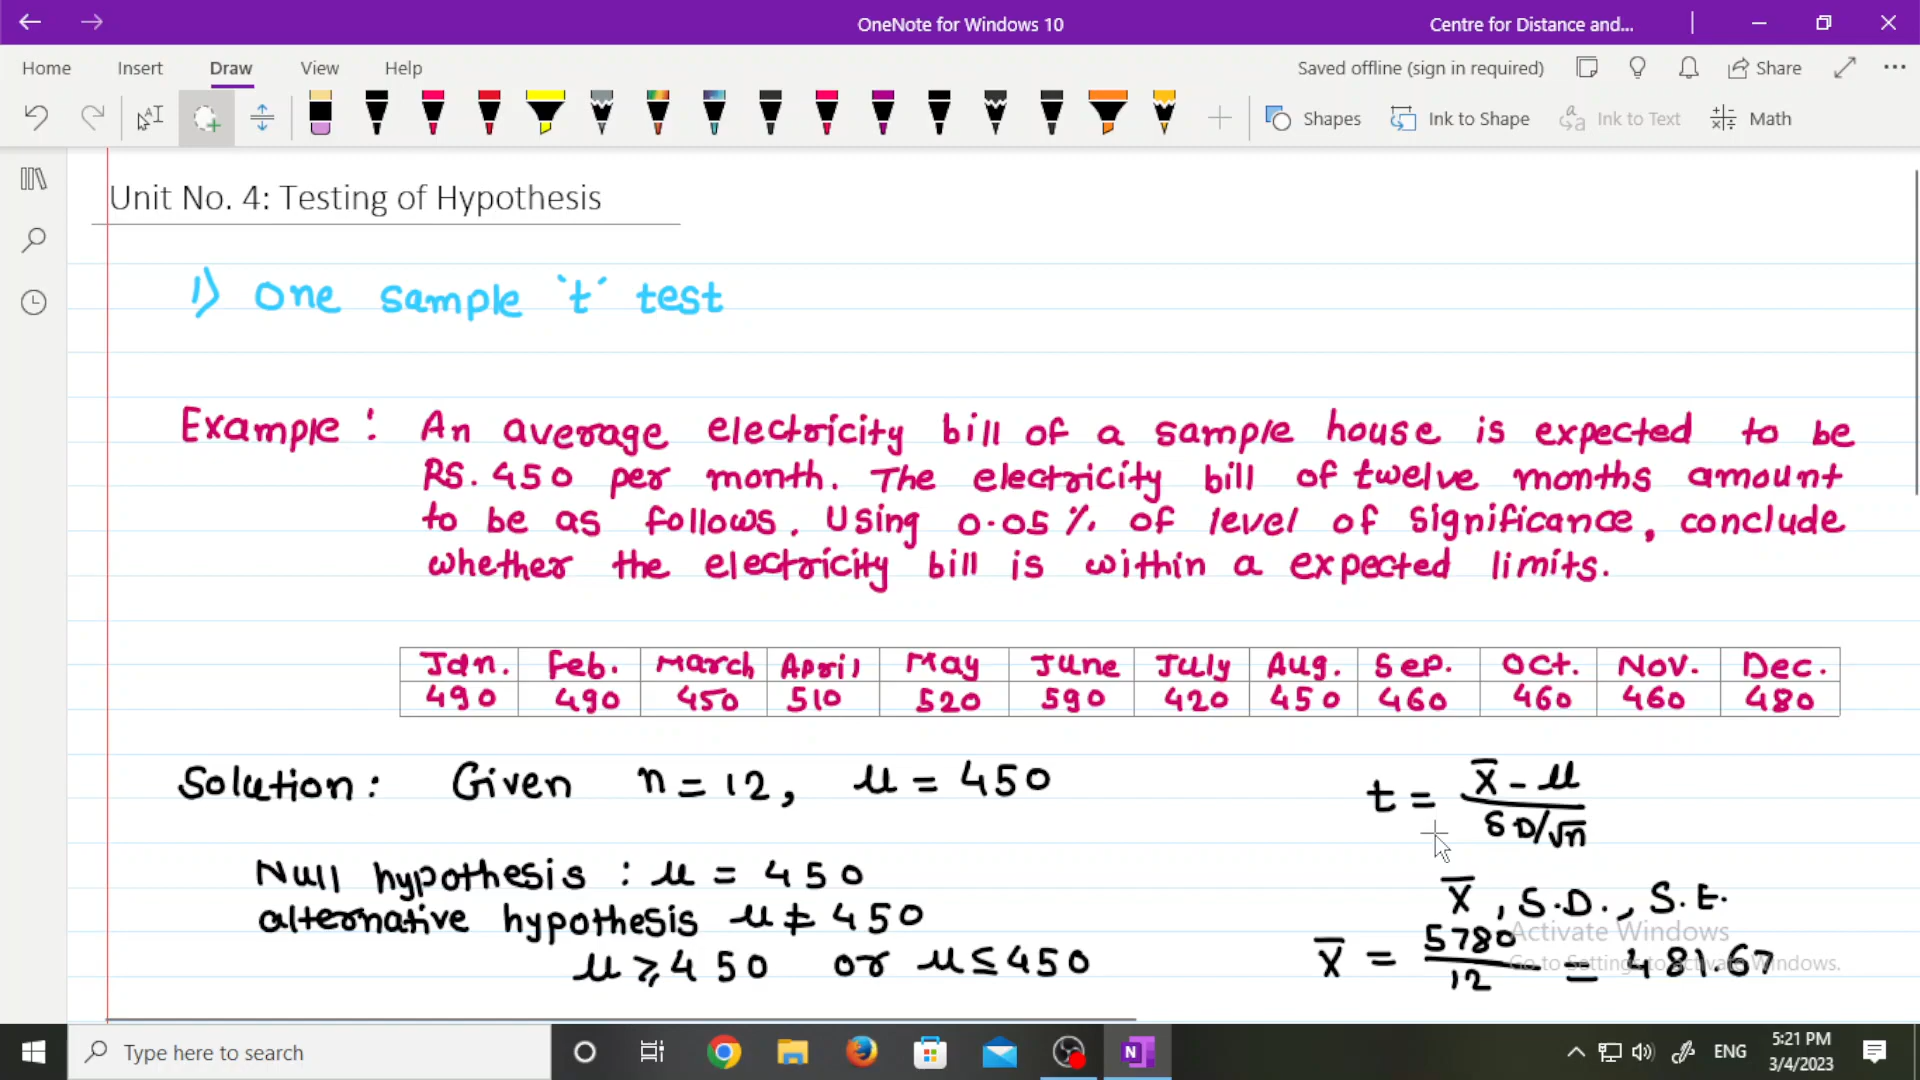 OneNote for Windows 10
Centre for Distance and...
Home Insert Draw View Help
Saved offline (sign in required) Share
Shapes Ink to Shape Ink to Text Math
Unit No. 4: Testing of Hypothesis
1) One sample 't' test
Example: An average electricity bill of a sample house is expected to be
RS. 450 per month. The electricity bill of twelve months amount
to be as follows. Using 0.05 % of level of significance, conclude
whether the electricity bill is within a expected limits.
Jan. Feb. March April May June July Aug. Sep. Oct. Nov. Dec.
490 490 450 510 520 590 420 450 460 460 460 480
Solution: Given n = 12, μ = 450
t = (x̄ - μ) / (SD/√n)
Null hypothesis : μ = 450
alternative hypothesis μ ≠ 450
μ ⩾ 450 or μ ≤ 450
x̄, S.D., S.E.
x̄ = 5780 / 12 = 481.67
Activate Windows
Go to Settings to activate Windows.
Type here to search
ENG
5:21 PM
3/4/2023